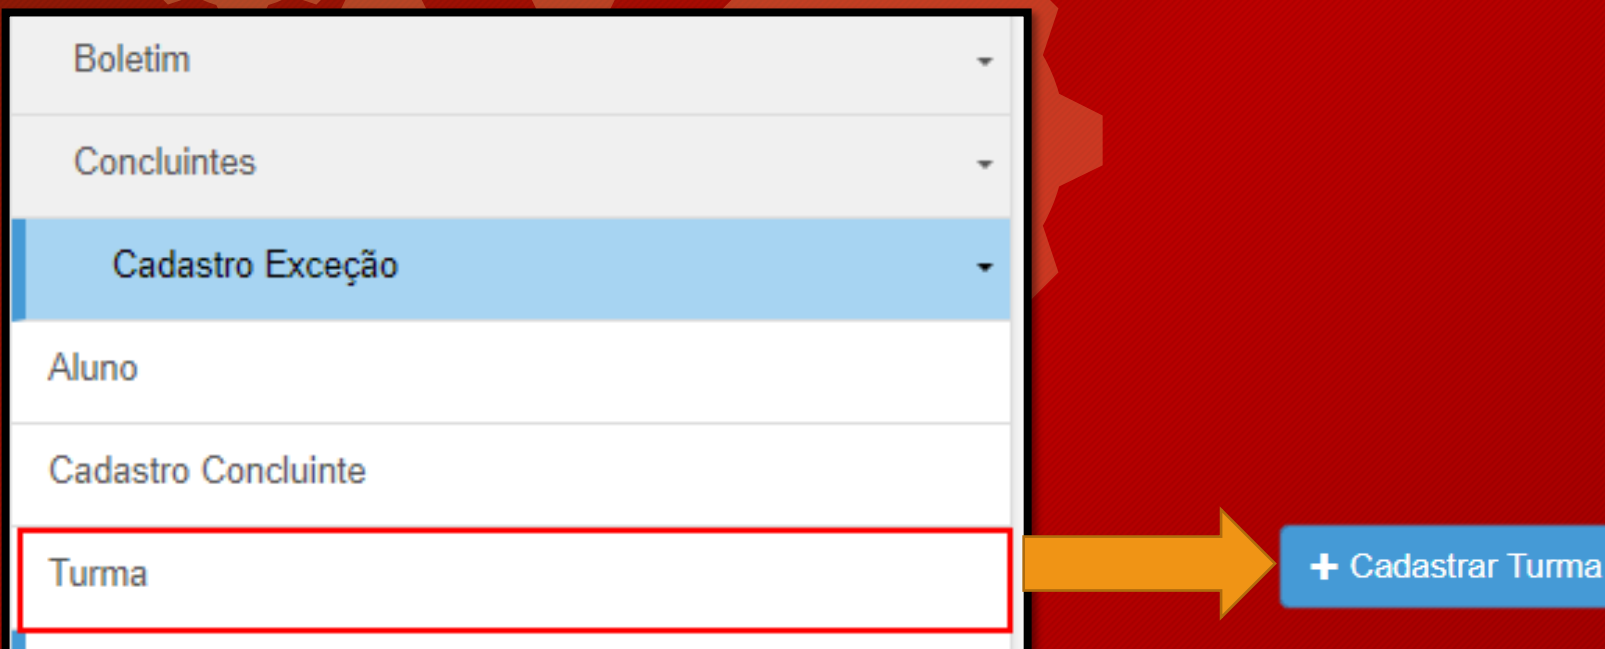 Boletim
Concluintes
Cadastro Exceção
Aluno
Cadastro Concluinte
Turma
+ Cadastrar Turma